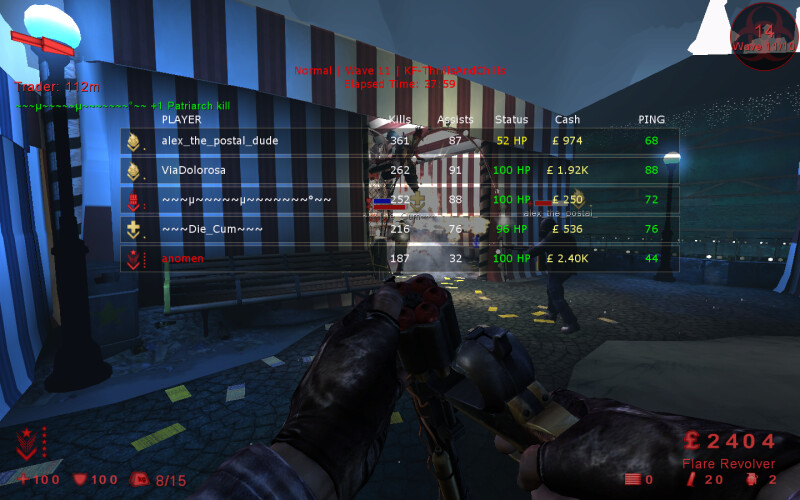 14
Wave 11/10
Normal | Wave 11 | KF-ThrillsAndChills
Elapsed Time: 37:59
Trader: 112m
~~~µ~~~~~µ~~~~~~~°~~ +1 Patriarch kill
PLAYER Kills Assists Status Cash PING
alex_the_postal_dude 361 87 52 HP £ 974 68
ViaDolorosa 262 91 100 HP £ 1.92K 88
~~~µ~~~~~µ~~~~~~~°~~ 252 88 100 HP £ 250 72
alex_the_postal
~~~Die_Cum~~~ 216 76 96 HP £ 536 76
anomen 187 32 100 HP £ 2.40K 44
£ 2404
Flare Revolver
100 100 8/15 0 20 2